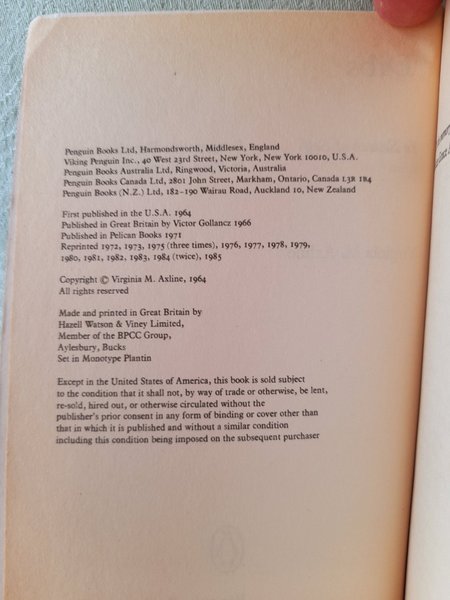 Penguin Books Ltd, Harmondsworth, Middlesex, England
Viking Penguin Inc., 40 West 23rd Street, New York, New York 10010, U.S.A.
Penguin Books Australia Ltd, Ringwood, Victoria, Australia
Penguin Books Canada Ltd, 2801 John Street, Markham, Ontario, Canada L3R 1B4
Penguin Books (N.Z.) Ltd, 182–190 Wairau Road, Auckland 10, New Zealand
First published in the U.S.A. 1964
Published in Great Britain by Victor Gollancz 1966
Published in Pelican Books 1971
Reprinted 1972, 1973, 1975 (three times), 1976, 1977, 1978, 1979,
1980, 1981, 1982, 1983, 1984 (twice), 1985
Copyright © Virginia M. Axline, 1964
All rights reserved
Made and printed in Great Britain by
Hazell Watson & Viney Limited,
Member of the BPCC Group,
Aylesbury, Bucks
Set in Monotype Plantin
Except in the United States of America, this book is sold subject
to the condition that it shall not, by way of trade or otherwise, be lent,
re-sold, hired out, or otherwise circulated without the
publisher's prior consent in any form of binding or cover other than
that in which it is published and without a similar condition
including this condition being imposed on the subsequent purchaser